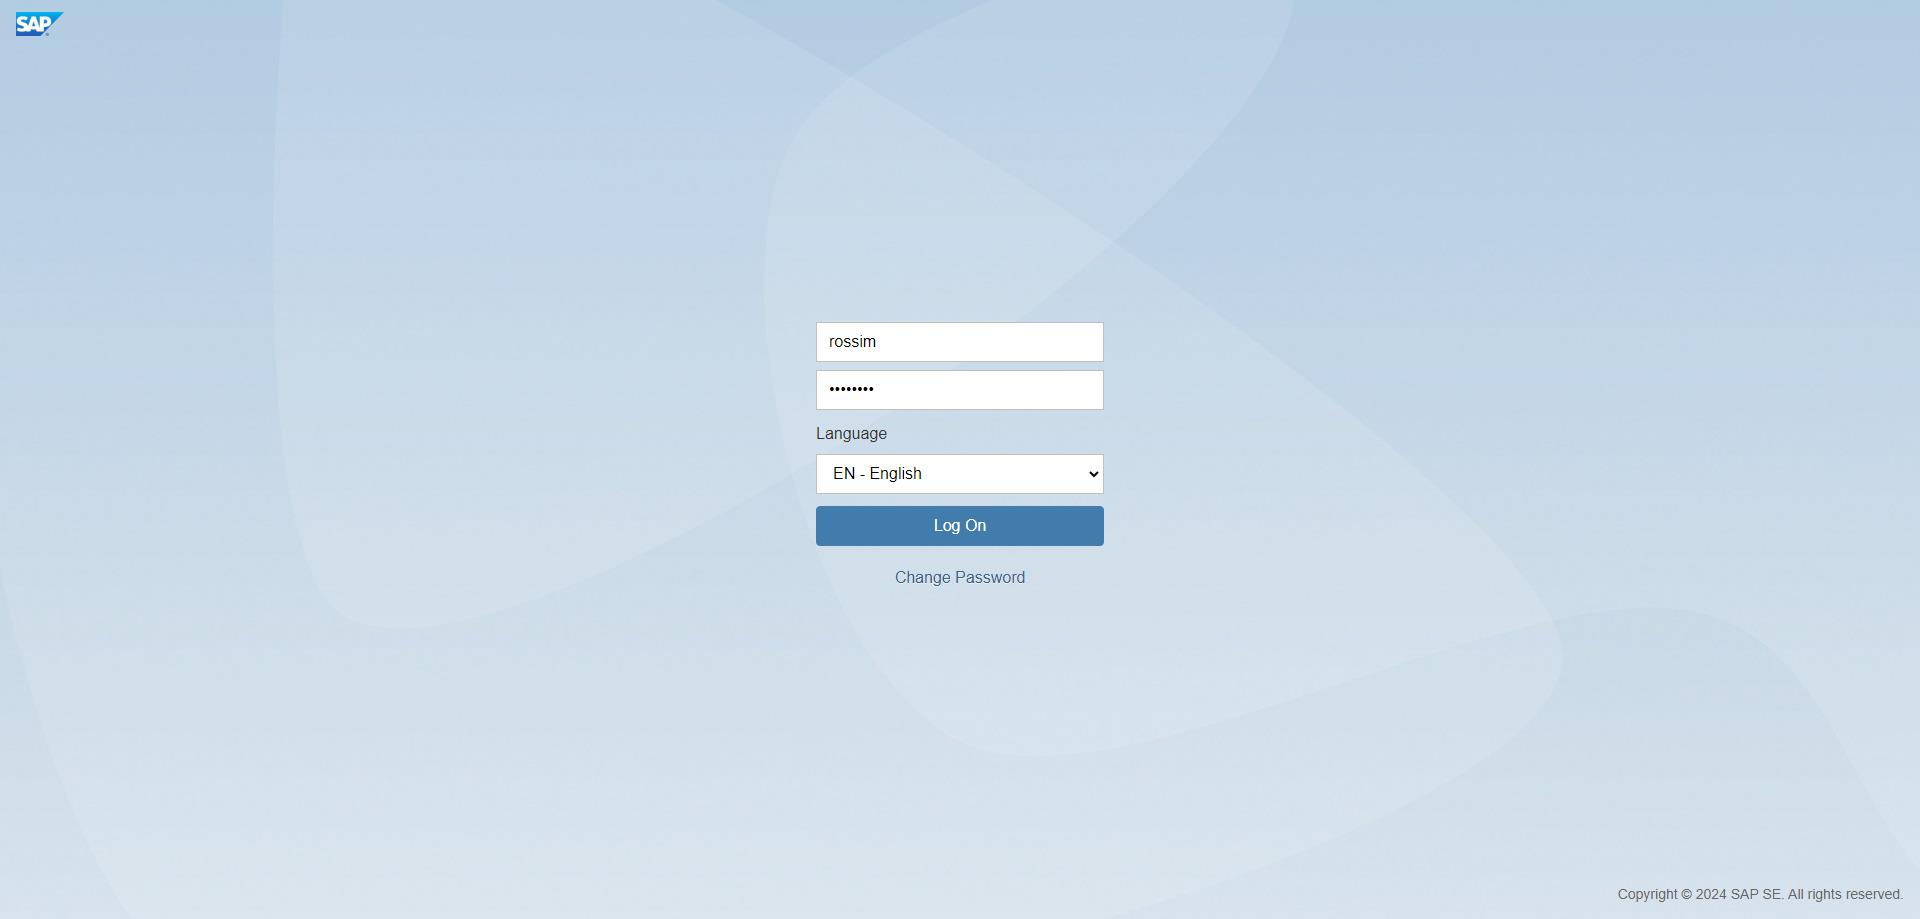 SAP
rossim
••••••••
Language
EN - English
Log On
Change Password
Copyright © 2024 SAP SE. All rights reserved.